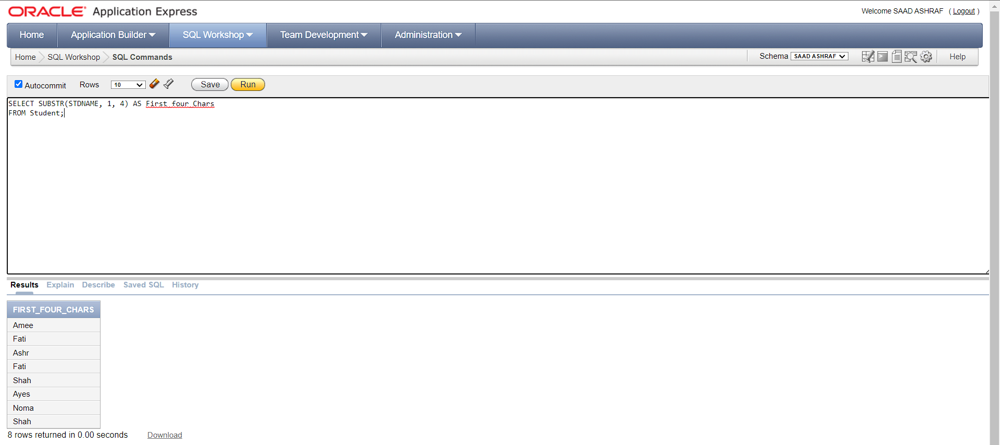 ORACLE® Application Express
Welcome SAAD ASHRAF ( Logout )
Home Application Builder SQL Workshop Team Development Administration
Home SQL Workshop SQL Commands Schema SAAD ASHRAF Help
Autocommit Rows 10 Save Run
SELECT SUBSTR(STDNAME, 1, 4) AS First_four_Chars
FROM Student;
Results Explain Describe Saved SQL History
FIRST_FOUR_CHARS
Amee
Fati
Ashr
Fati
Shah
Ayes
Noma
Shah
8 rows returned in 0.00 seconds Download